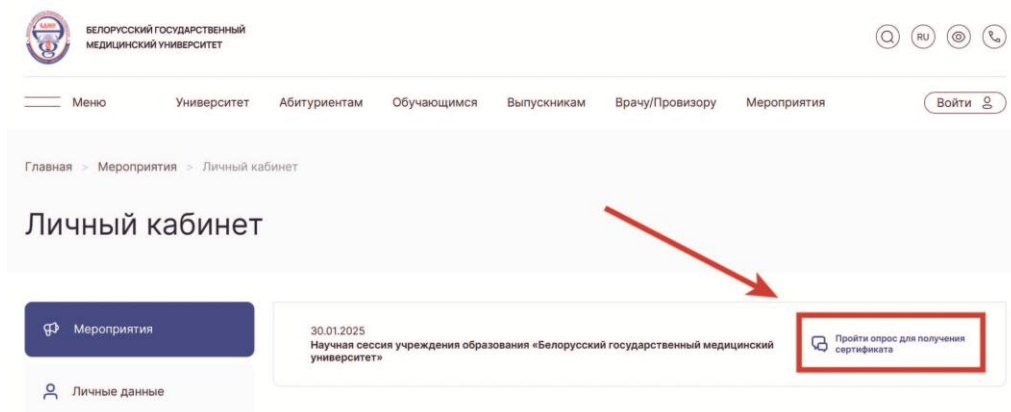 БЕЛОРУССКИЙ ГОСУДАРСТВЕННЫЙ
МЕДИЦИНСКИЙ УНИВЕРСИТЕТ
RU
Меню Университет Абитуриентам Обучающимся Выпускникам Врачу/Провизору Мероприятия Войти
Главная > Мероприятия > Личный кабинет
Личный кабинет
Мероприятия
Личные данные
30.01.2025
Научная сессия учреждения образования «Белорусский государственный медицинский
университет»
Пройти опрос для получения
сертификата